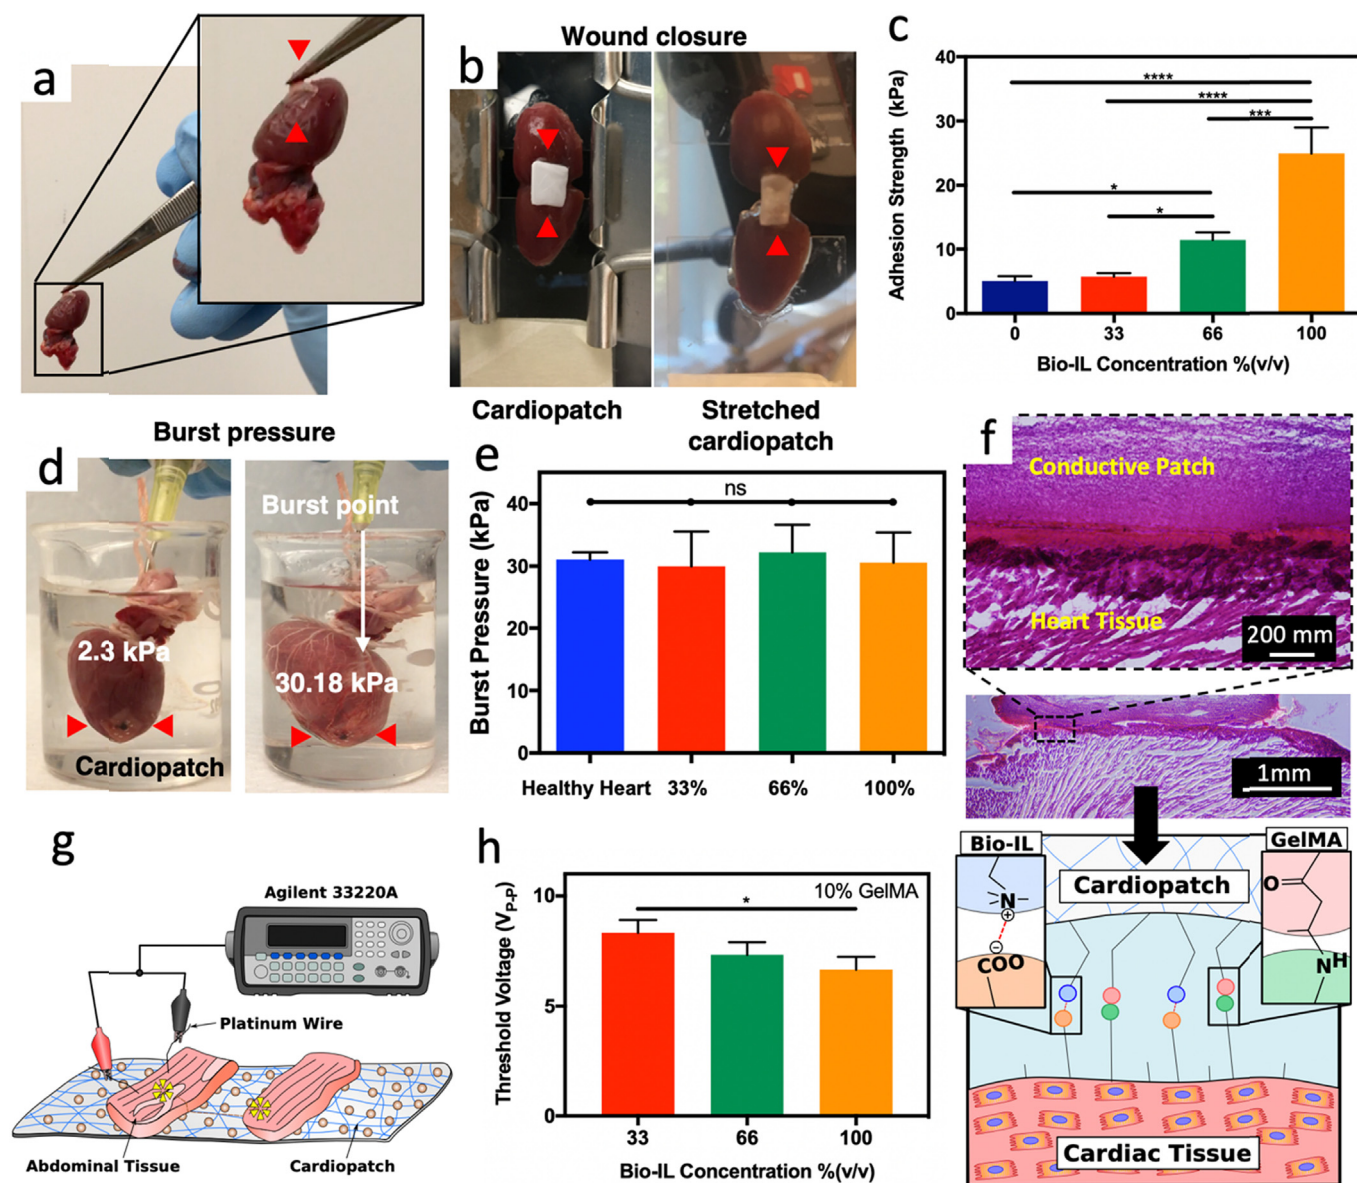 a
b
Wound closure
Cardiopatch
Stretched
cardiopatch
c
Adhesion Strength (kPa)
40
30
20
10
0
****
****
***
*
*
0 33 66 100
Bio-IL Concentration %(v/v)
d
Burst pressure
2.3 kPa
Cardiopatch
Burst point
30.18 kPa
e
Burst Pressure (kPa)
40
30
20
10
0
ns
Healthy Heart 33% 66% 100%
f
Conductive Patch
Heart Tissue
200 mm
1mm
Bio-IL
GelMA
Cardiopatch
N
+
−
COO
O
NH
Cardiac Tissue
g
Agilent 33220A
Platinum Wire
Abdominal Tissue
Cardiopatch
h
Threshold Voltage (VP-P)
10
5
0
10% GelMA
*
33 66 100
Bio-IL Concentration %(v/v)